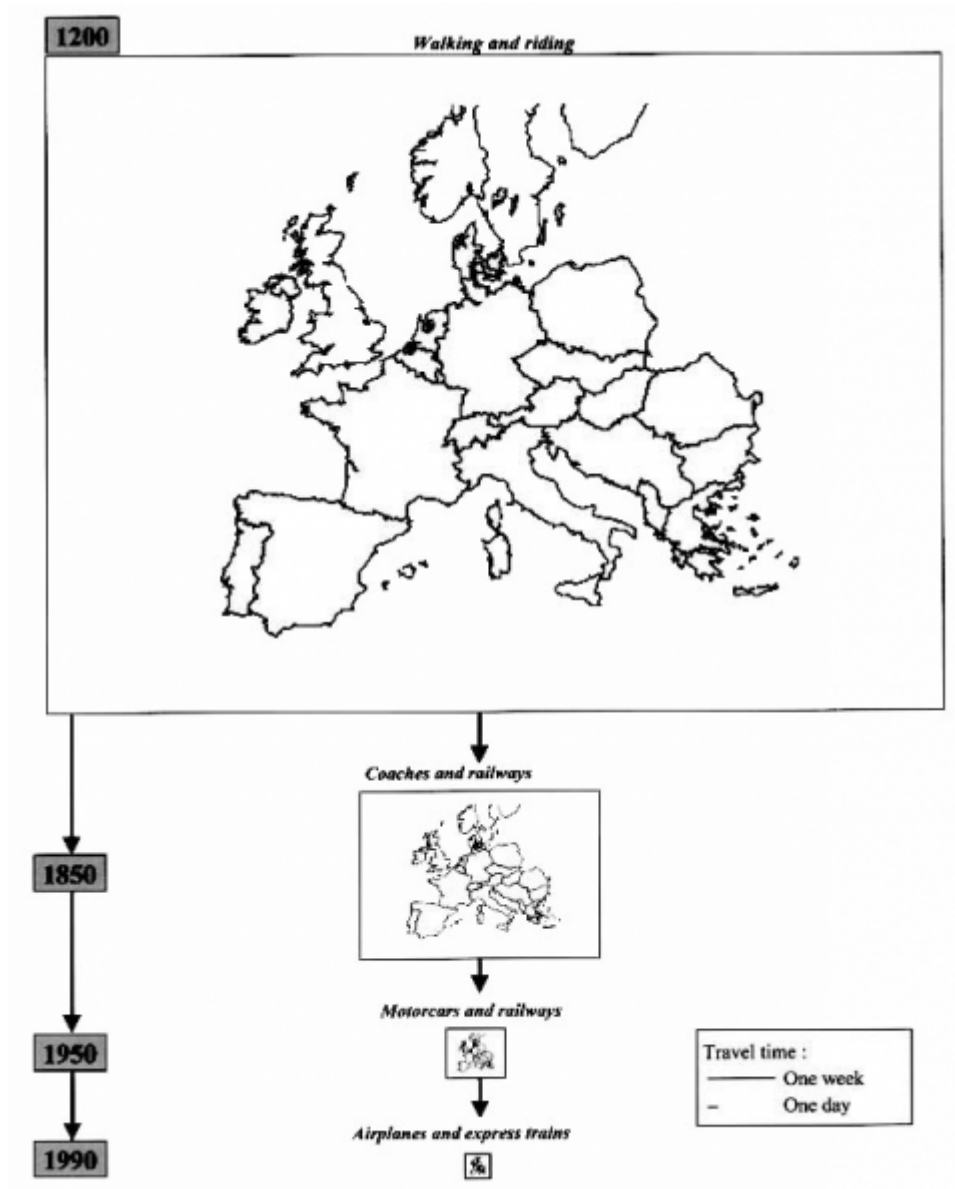 1200
Walking and riding
Coaches and railways
1850
Motorcars and railways
1950
Travel time :
One week
One day
Airplanes and express trains
1990